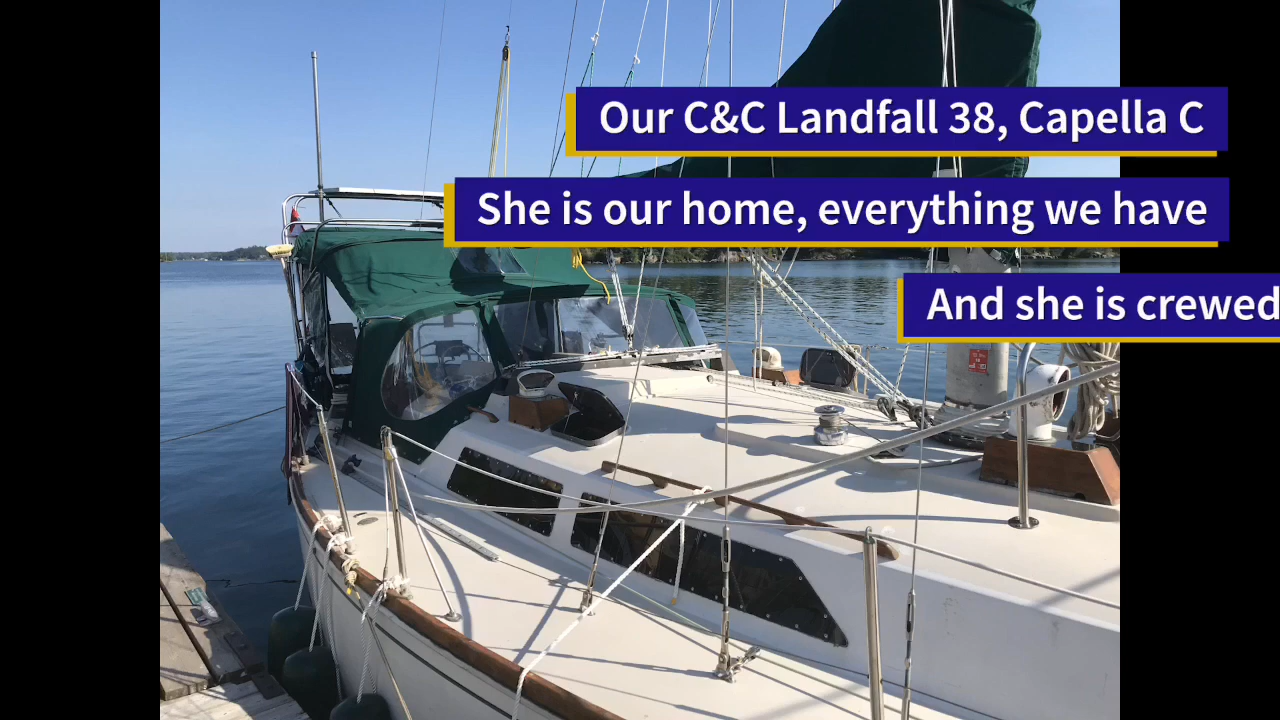 Our C&C Landfall 38, Capella C
She is our home, everything we have
And she is crewed